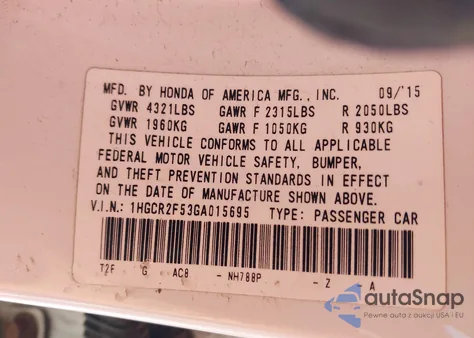 MFD. BY HONDA OF AMERICA MFG., INC. 09/'15
GVWR 4321LBS GAWR F 2315LBS R 2050LBS
GVWR 1960KG GAWR F 1050KG R 930KG
THIS VEHICLE CONFORMS TO ALL APPLICABLE
FEDERAL MOTOR VEHICLE SAFETY, BUMPER,
AND THEFT PREVENTION STANDARDS IN EFFECT
ON THE DATE OF MANUFACTURE SHOWN ABOVE.
V.I.N.: 1HGCR2F53GA015695 TYPE: PASSENGER CAR
T2F G AC8 - NH788P - Z A
autoSnap
Pewne auta z aukcji USA i EU